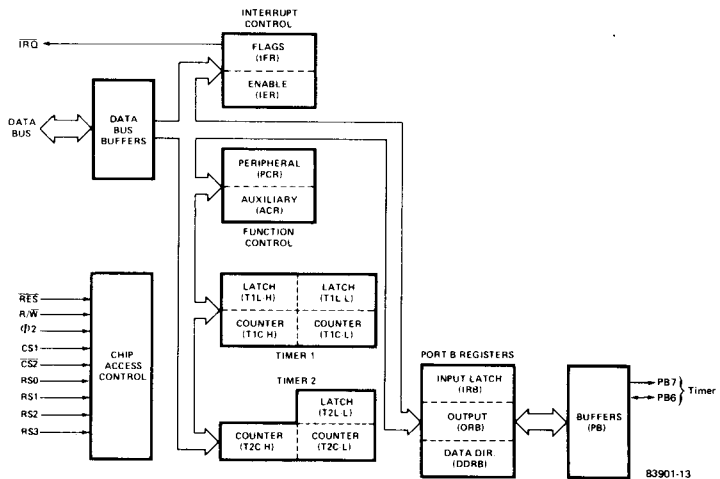 INTERRUPT
CONTROL
IRQ
FLAGS
(IFR)
ENABLE
(IER)
DATA
BUS
DATA
BUS
BUFFERS
PERIPHERAL
(PCR)
AUXILIARY
(ACR)
FUNCTION
CONTROL
RES
R/W
Φ2
CS1
CS2
RS0
RS1
RS2
RS3
CHIP
ACCESS
CONTROL
LATCH
(T1L-H)
LATCH
(T1L-L)
COUNTER
(T1C-H)
COUNTER
(T1C-L)
TIMER 1
TIMER 2
LATCH
(T2L-L)
COUNTER
(T2C-H)
COUNTER
(T2C-L)
PORT B REGISTERS
INPUT LATCH
(IRB)
OUTPUT
(ORB)
DATA DIR.
(DDRB)
BUFFERS
(PB)
PB7
PB6
Timer
83901-13